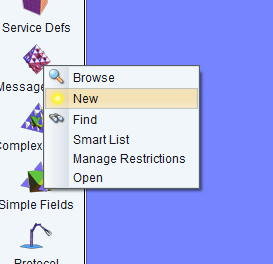 Service Defs
Message
Browse
New
Find
Complex
Smart List
Manage Restrictions
Open
Simple Fields
Protocol